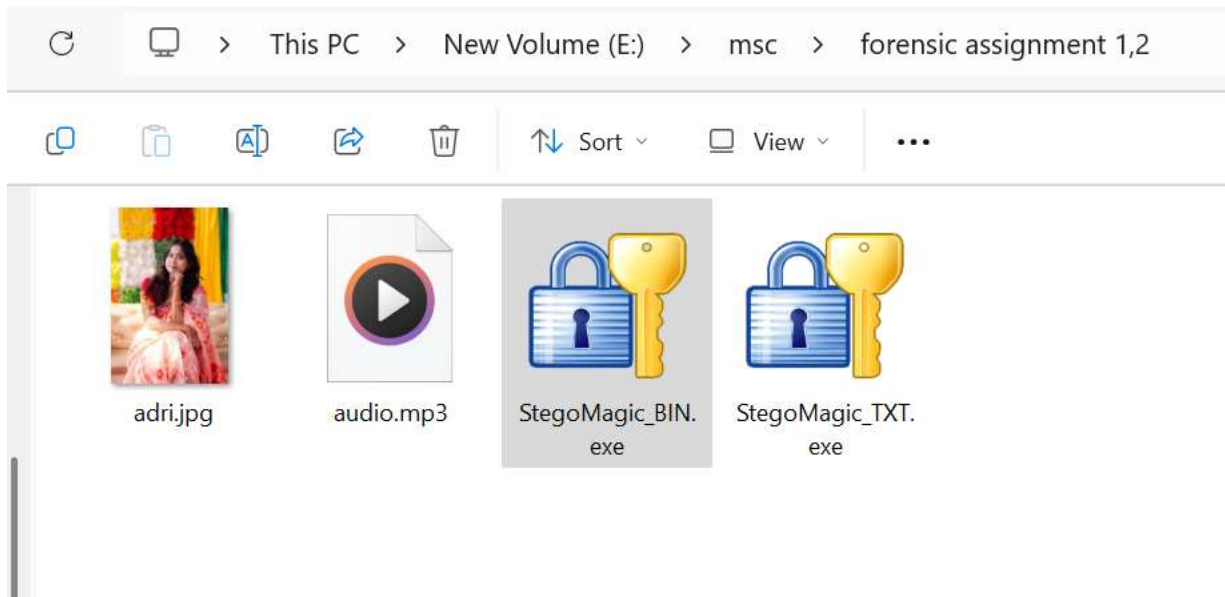 This PC > New Volume (E:) > msc > forensic assignment 1,2
Sort View
adri.jpg audio.mp3 StegoMagic_BIN. StegoMagic_TXT.
exe exe